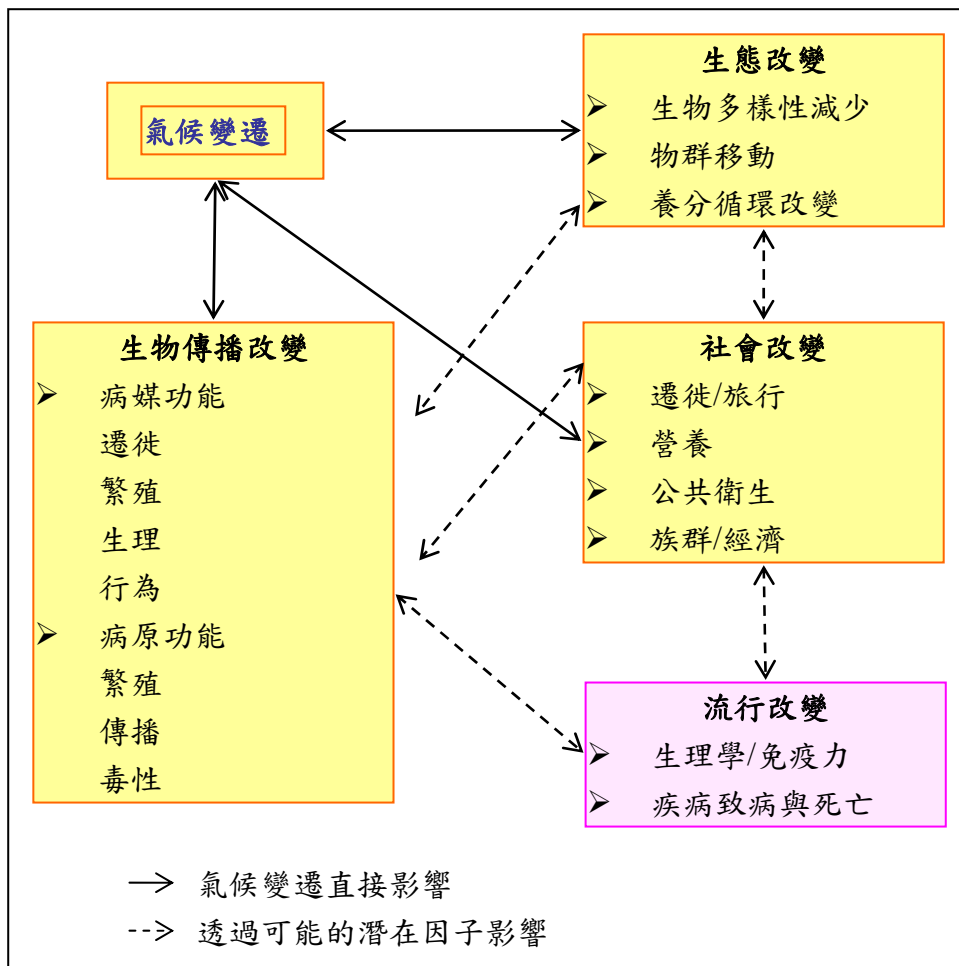 氣候變遷
生態改變
➢ 生物多樣性減少
➢ 物群移動
➢ 養分循環改變
生物傳播改變
➢ 病媒功能
遷徙
繁殖
生理
行為
➢ 病原功能
繁殖
傳播
毒性
社會改變
➢ 遷徙/旅行
➢ 營養
➢ 公共衛生
➢ 族群/經濟
流行改變
➢ 生理學/免疫力
➢ 疾病致病與死亡
氣候變遷直接影響
透過可能的潛在因子影響